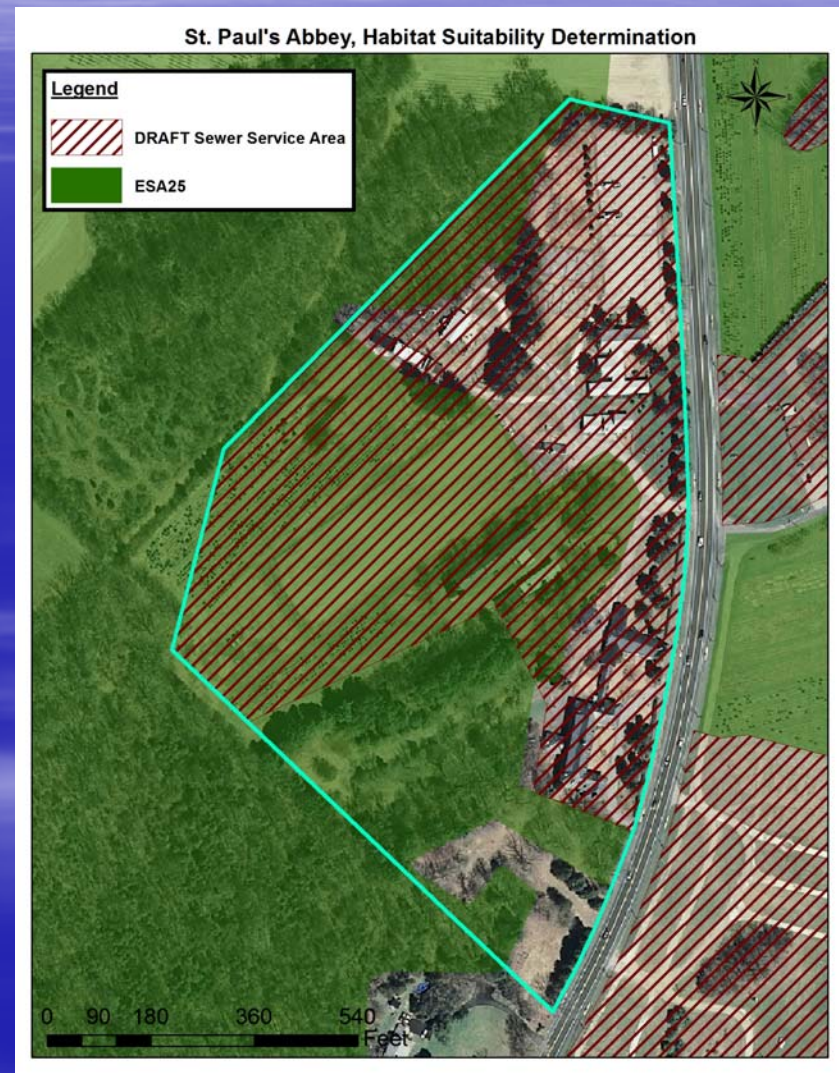 St. Paul's Abbey, Habitat Suitability Determination
Legend
DRAFT Sewer Service Area
ESA25
N
0 90 180 360 540
Feet